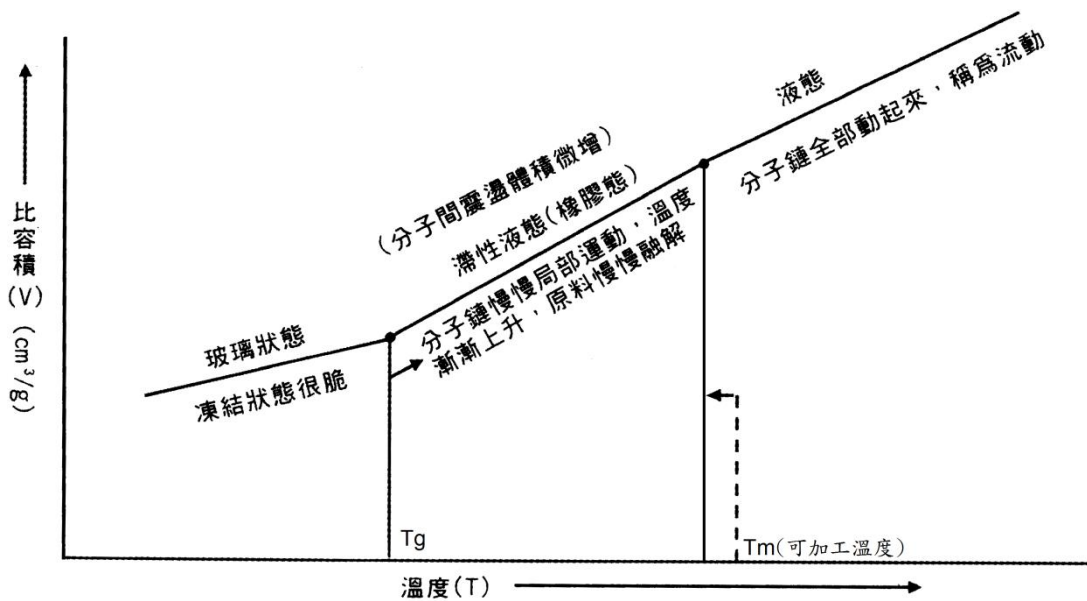 液態
分子鏈全部動起來，稱為流動
(分子間震盪體積微增)
滯性液態(橡膠態)
分子鏈慢慢局部運動，溫度
漸漸上升，原料慢慢融解
玻璃狀態
凍結狀態很脆
比容積(V) (cm³/g)
Tg
Tm(可加工溫度)
溫度(T)